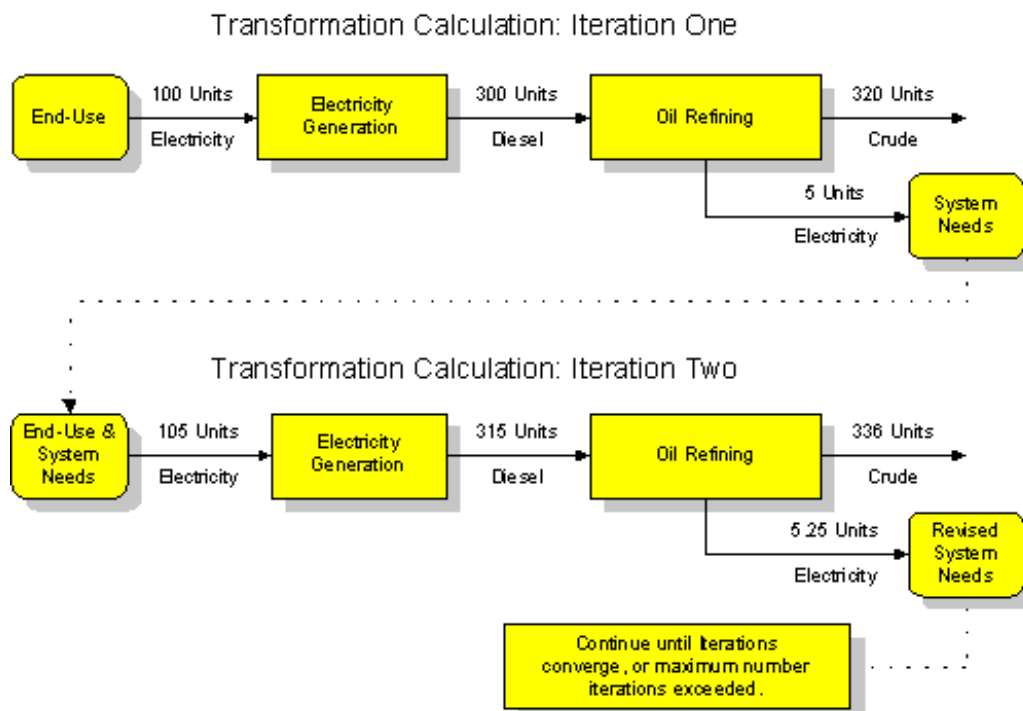 Transformation Calculation: Iteration One
End-Use
100 Units
Electricity
Electricity
Generation
300 Units
Diesel
Oil Refining
320 Units
Crude
5 Units
Electricity
System
Needs
Transformation Calculation: Iteration Two
End-Use &
System
Needs
105 Units
Electricity
Electricity
Generation
315 Units
Diesel
Oil Refining
336 Units
Crude
5.25 Units
Electricity
Revised
System
Needs
Continue until Iterations
converge, or maximum number
iterations exceeded.